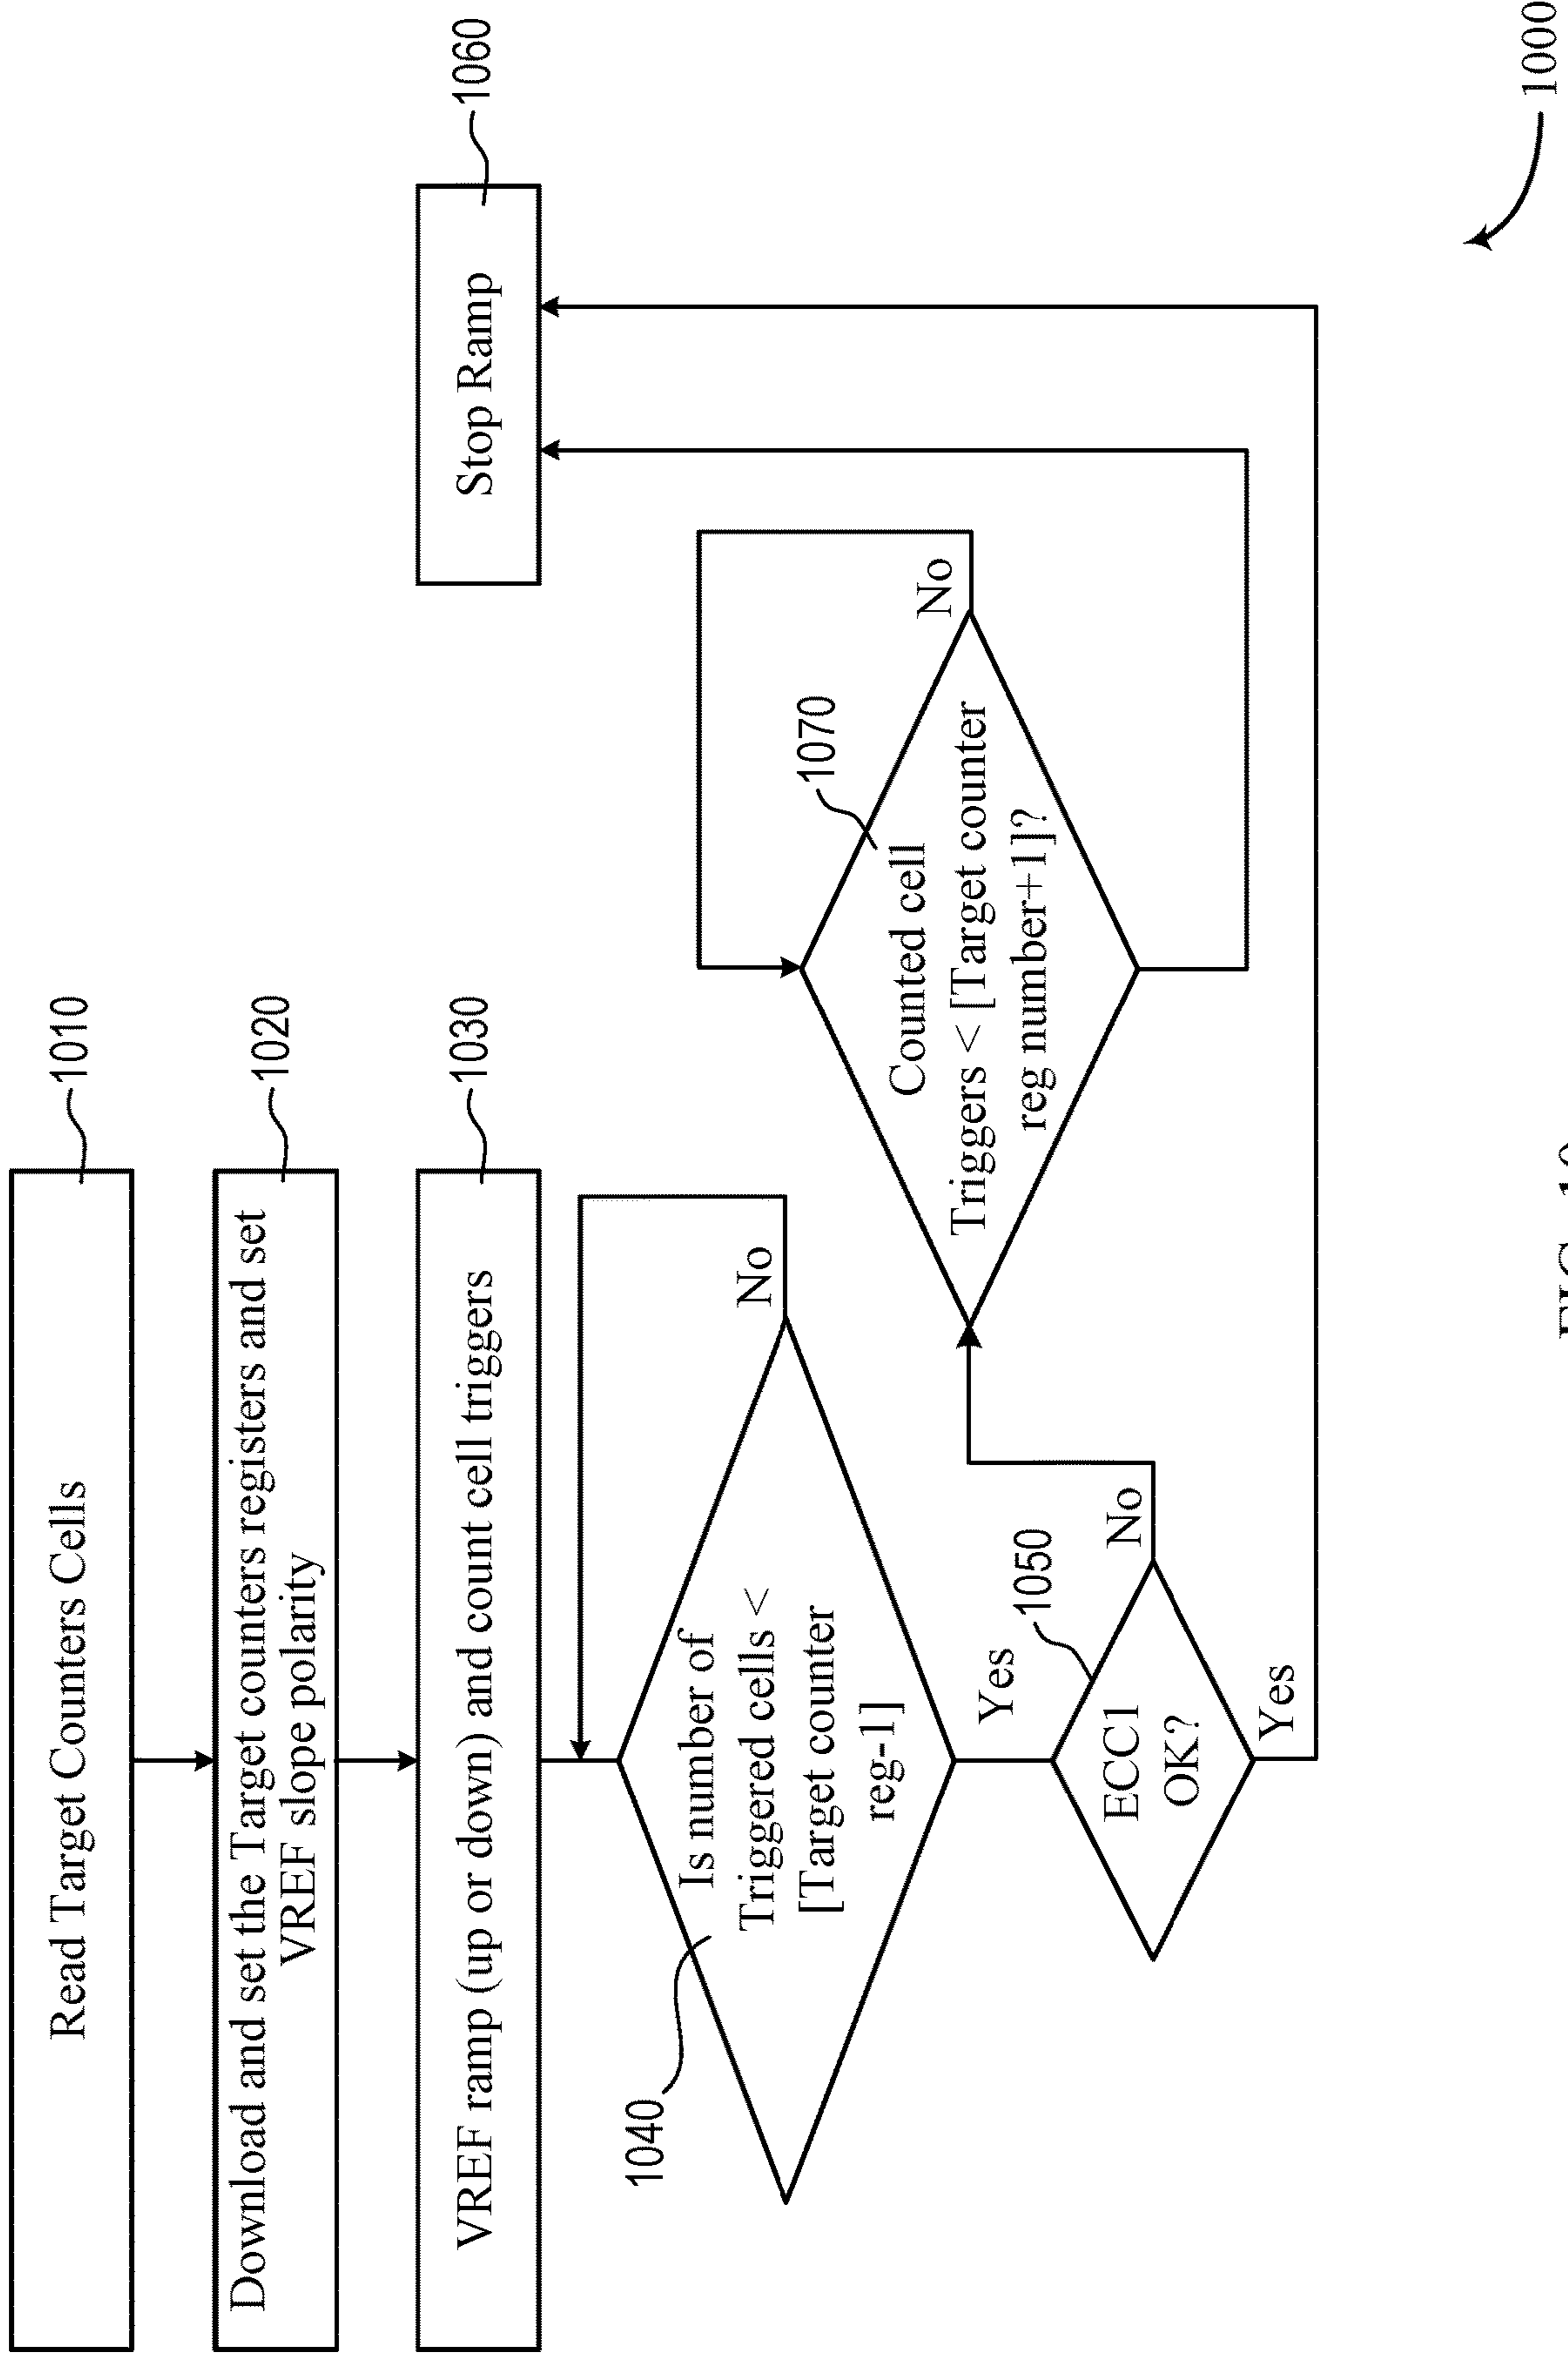 Read Target Counters Cells
1010
Download and set the Target counters registers and set
VREF slope polarity
1020
VREF ramp (up or down) and count cell triggers
1030
Is number of
Triggered cells <
[Target counter
reg-1]
1040
No
Yes
ECC1
OK?
1050
No
Yes
Counted cell
Triggers < [Target counter
reg number+1]?
1070
No
Stop Ramp
1060
1000